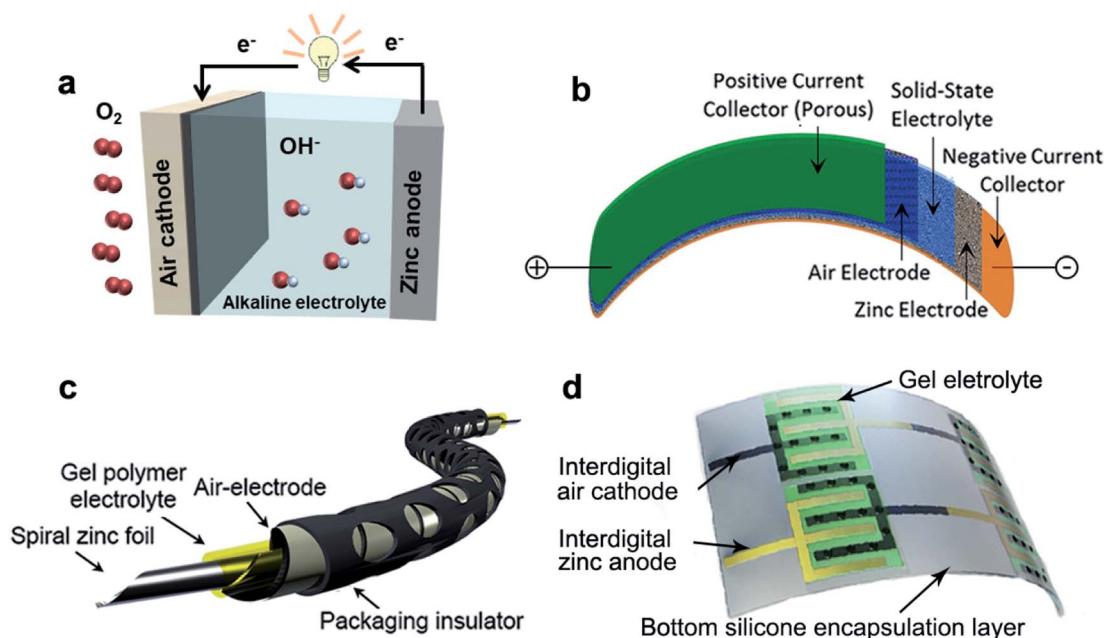 a
e-
e-
O2
Air cathode
OH-
Alkaline electrolyte
Zinc anode
b
Positive Current
Collector (Porous)
Solid-State
Electrolyte
Negative Current
Collector
Air Electrode
Zinc Electrode
+
-
c
Gel polymer
electrolyte
Air-electrode
Spiral zinc foil
Packaging insulator
d
Gel eletrolyte
Interdigital
air cathode
Interdigital
zinc anode
Bottom silicone encapsulation layer